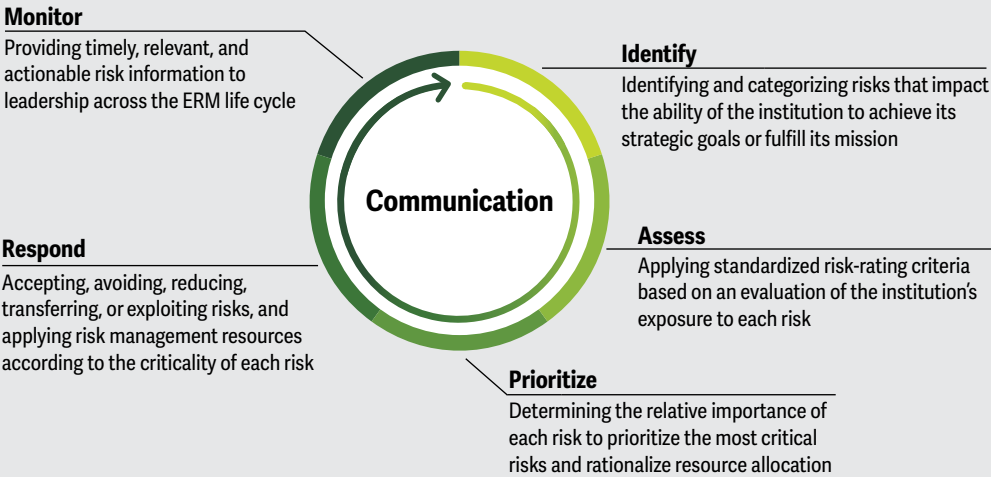 Monitor
Providing timely, relevant, and
actionable risk information to
leadership across the ERM life cycle
Identify
Identifying and categorizing risks that impact
the ability of the institution to achieve its
strategic goals or fulfill its mission
Communication
Respond
Accepting, avoiding, reducing,
transferring, or exploiting risks, and
applying risk management resources
according to the criticality of each risk
Assess
Applying standardized risk-rating criteria
based on an evaluation of the institution’s
exposure to each risk
Prioritize
Determining the relative importance of
each risk to prioritize the most critical
risks and rationalize resource allocation